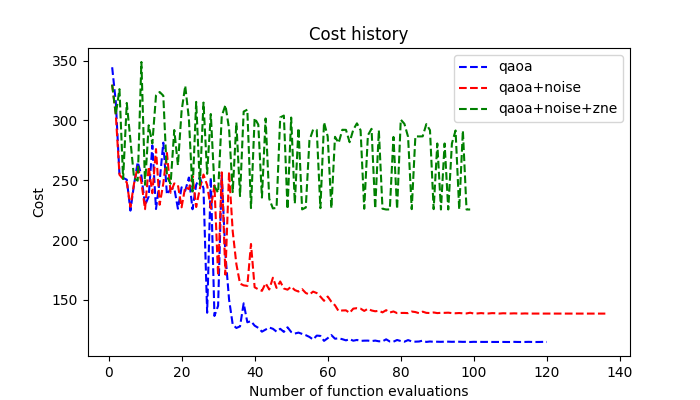 Cost history
Cost
350
300
250
200
150
qaoa
qaoa+noise
qaoa+noise+zne
0 20 40 60 80 100 120 140
Number of function evaluations